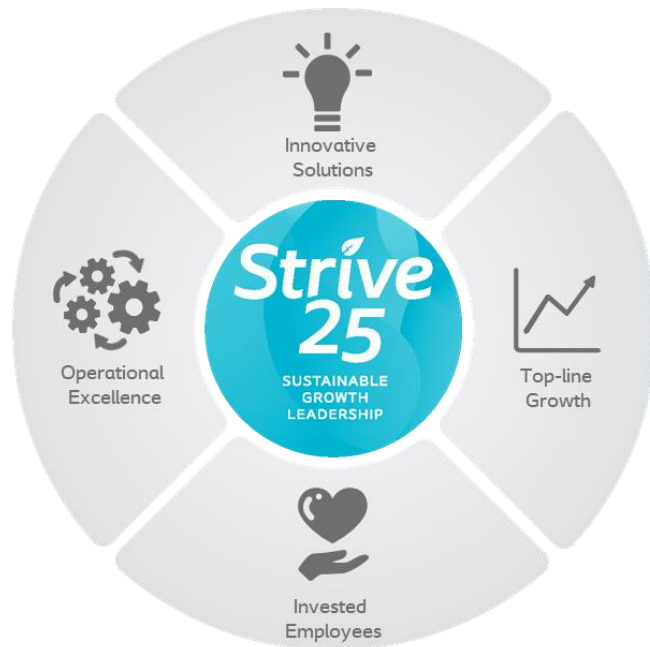 Innovative
Solutions
Strive
25
SUSTAINABLE
GROWTH
LEADERSHIP
Operational
Excellence
Top-line
Growth
Invested
Employees